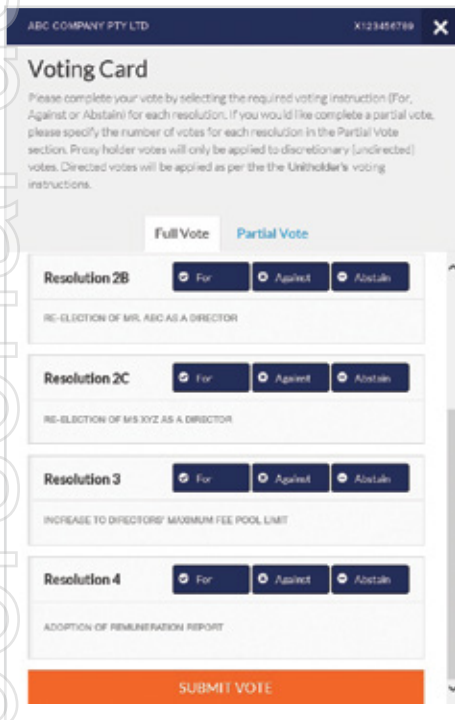 ABC COMPANY PTY LTD X123456789
Voting Card
Please complete your vote by selecting the required voting instruction (For,
Against or Abstain) for each resolution. If you would like complete a partial vote,
please specify the number of votes for each resolution in the Partial Vote
section. Proxy holder votes will only be applied to discretionary (undirected)
votes. Directed votes will be applied as per the the Unitholder's voting
instructions.
Full Vote Partial Vote
Resolution 2B For Against Abstain
RE-ELECTION OF MR. ABC AS A DIRECTOR
Resolution 2C For Against Abstain
RE-ELECTION OF MS XYZ AS A DIRECTOR
Resolution 3 For Against Abstain
INCREASE TO DIRECTORS' MAXIMUM FEE POOL LIMIT
Resolution 4 For Against Abstain
ADOPTION OF REMUNERATION REPORT
SUBMIT VOTE